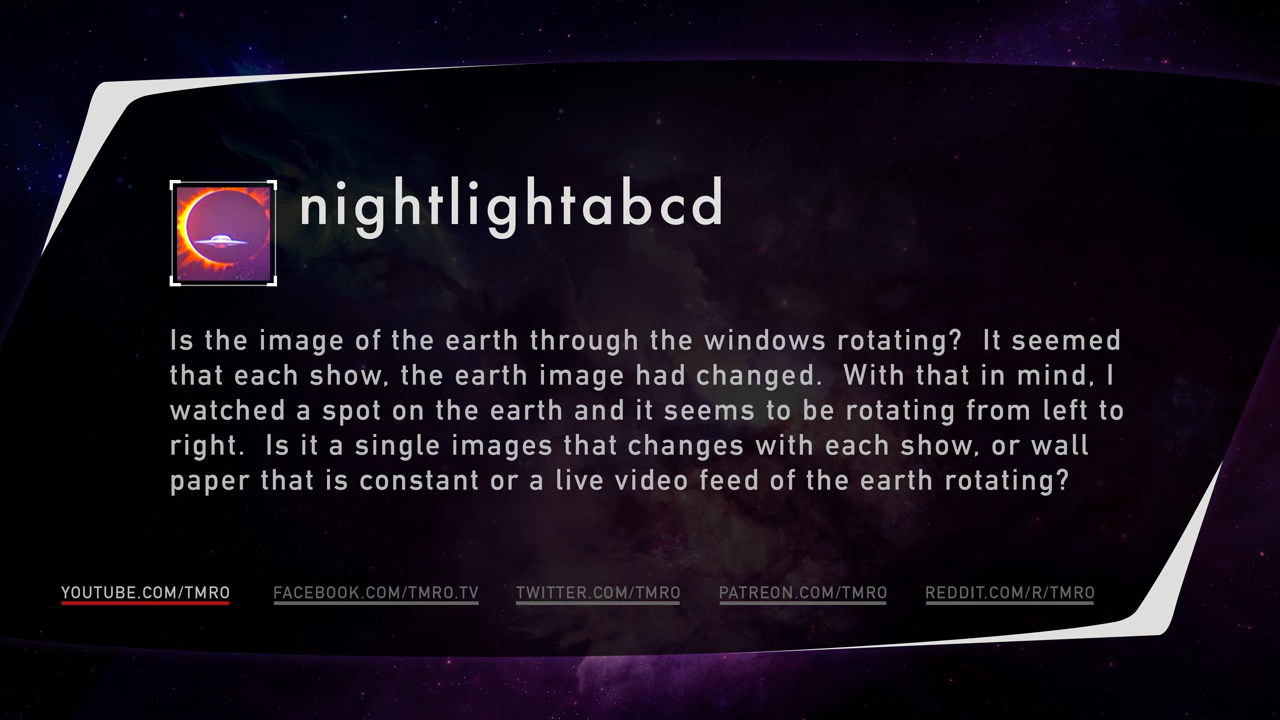 nightlightabcd
Is the image of the earth through the windows rotating?  It seemed
that each show, the earth image had changed.  With that in mind, I
watched a spot on the earth and it seems to be rotating from left to
right.  Is it a single images that changes with each show, or wall
paper that is constant or a live video feed of the earth rotating?
YOUTUBE.COM/TMRO FACEBOOK.COM/TMRO.TV TWITTER.COM/TMRO PATREON.COM/TMRO REDDIT.COM/R/TMRO